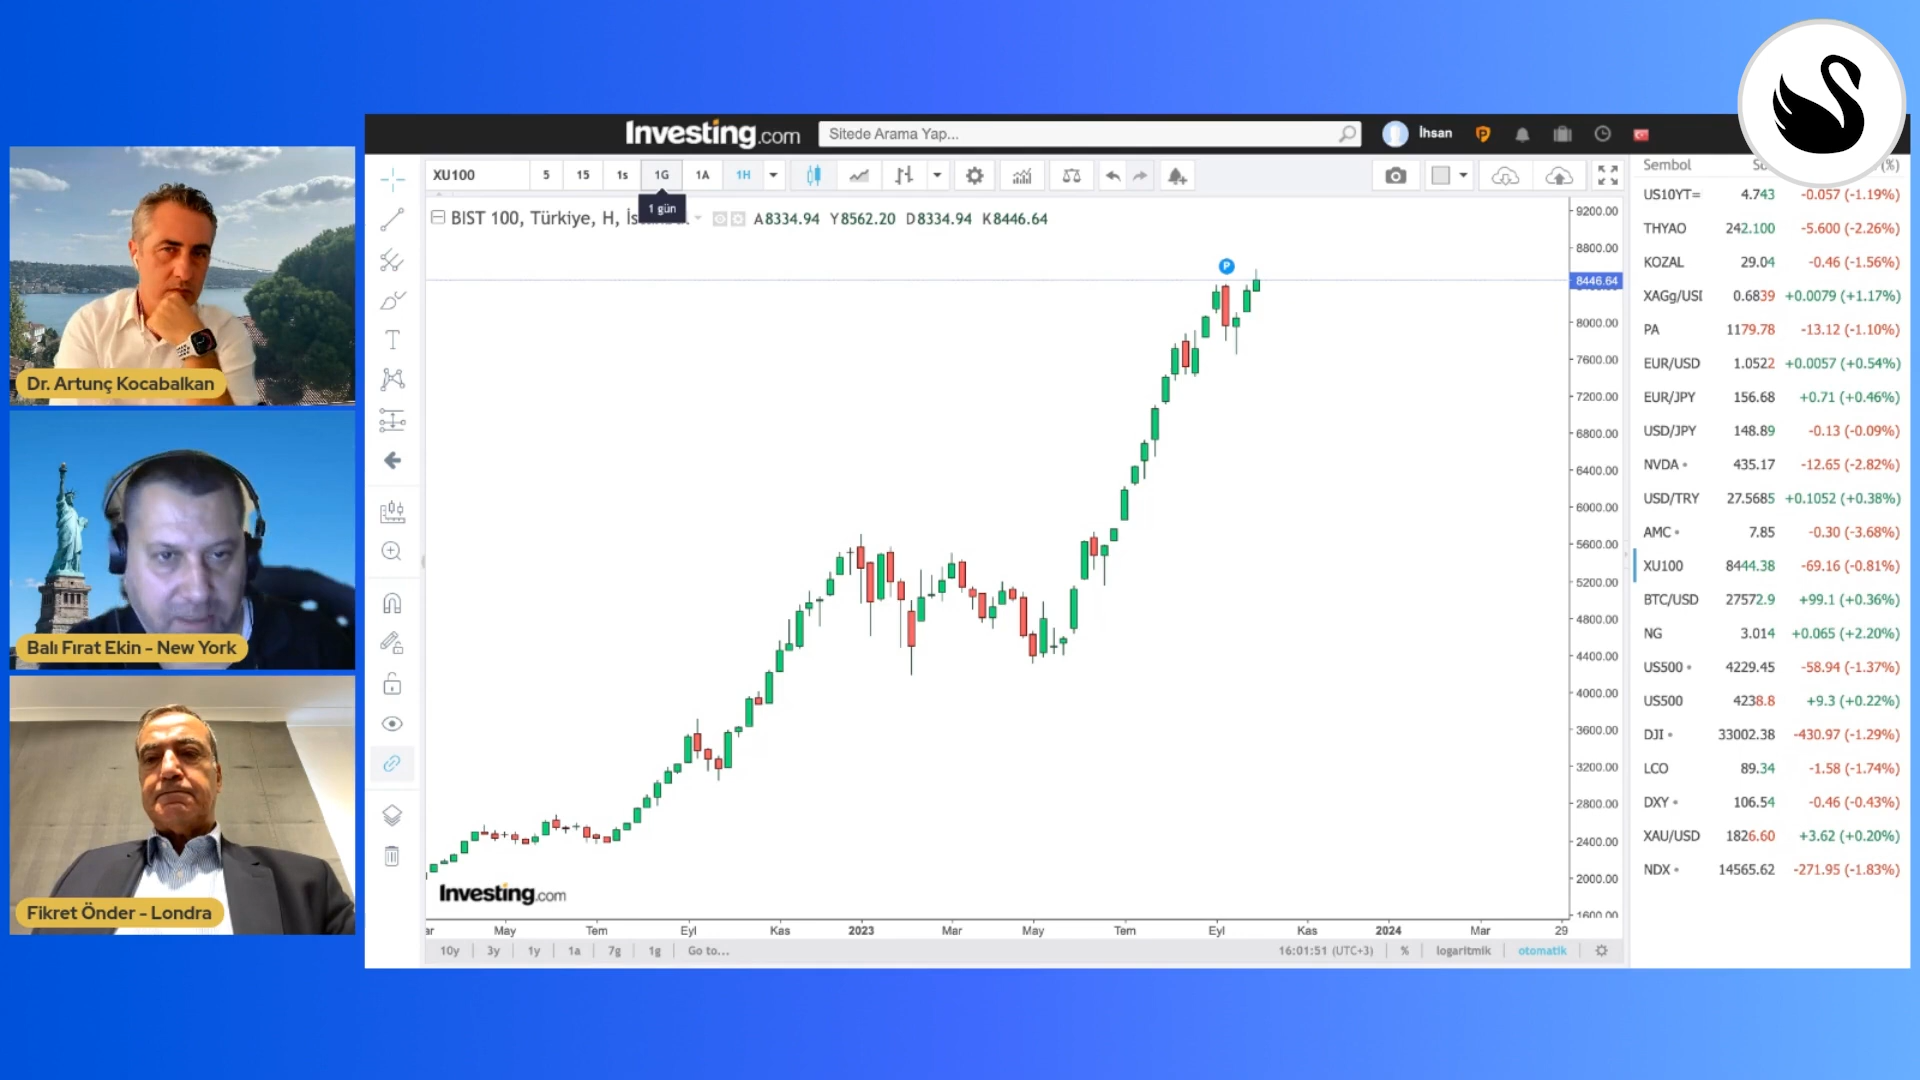 Investing.com
Sitede Arama Yap...
İhsan
XU100 5 15 1s 1G 1A 1H
1 gün
BIST 100, Türkiye, H, A8334.94 Y8562.20 D8334.94 K8446.64
P
9200.00
8800.00
8446.64
8000.00
7600.00
7200.00
6800.00
6400.00
6000.00
5600.00
5200.00
4800.00
4400.00
4000.00
3600.00
3200.00
2800.00
2400.00
2000.00
1600.00
Investing.com
May Tem Eyl Kas 2023 Mar May Tem Eyl Kas 2024 Mar 29
10y 3y 1y 1a 7g 1g Go to... 16:01:51 (UTC+3) % logaritmik otomatik
Sembol (%)
US10YT= 4.743 -0.057 (-1.19%)
THYAO 242.100 -5.600 (-2.26%)
KOZAL 29.04 -0.46 (-1.56%)
XAGg/USI 0.6839 +0.0079 (+1.17%)
PA 1179.78 -13.12 (-1.10%)
EUR/USD 1.0522 +0.0057 (+0.54%)
EUR/JPY 156.68 +0.71 (+0.46%)
USD/JPY 148.89 -0.13 (-0.09%)
NVDA 435.17 -12.65 (-2.82%)
USD/TRY 27.5685 +0.1052 (+0.38%)
AMC 7.85 -0.30 (-3.68%)
XU100 8444.38 -69.16 (-0.81%)
BTC/USD 27572.9 +99.1 (+0.36%)
NG 3.014 +0.065 (+2.20%)
US500 4229.45 -58.94 (-1.37%)
US500 4238.8 +9.3 (+0.22%)
DJI 33002.38 -430.97 (-1.29%)
LCO 89.34 -1.58 (-1.74%)
DXY 106.54 -0.46 (-0.43%)
XAU/USD 1826.60 +3.62 (+0.20%)
NDX 14565.62 -271.95 (-1.83%)
Dr. Artunç Kocabalkan
Balı Fırat Ekin - New York
Fikret Önder - Londra